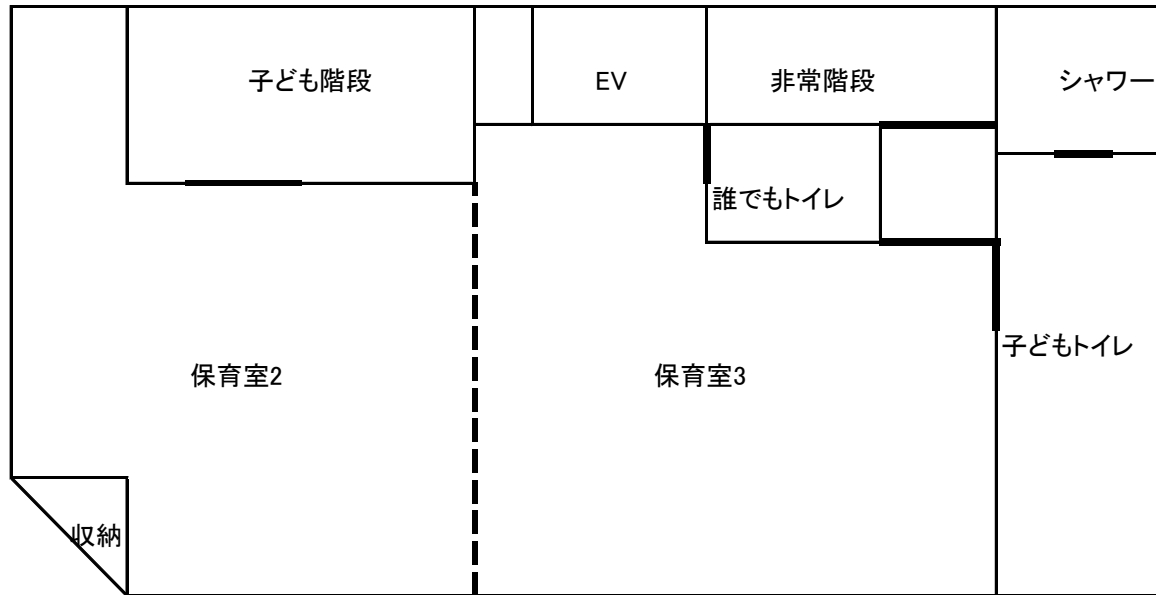 子ども階段
EV
非常階段
シャワー
誰でもトイレ
子どもトイレ
保育室2
保育室3
収納